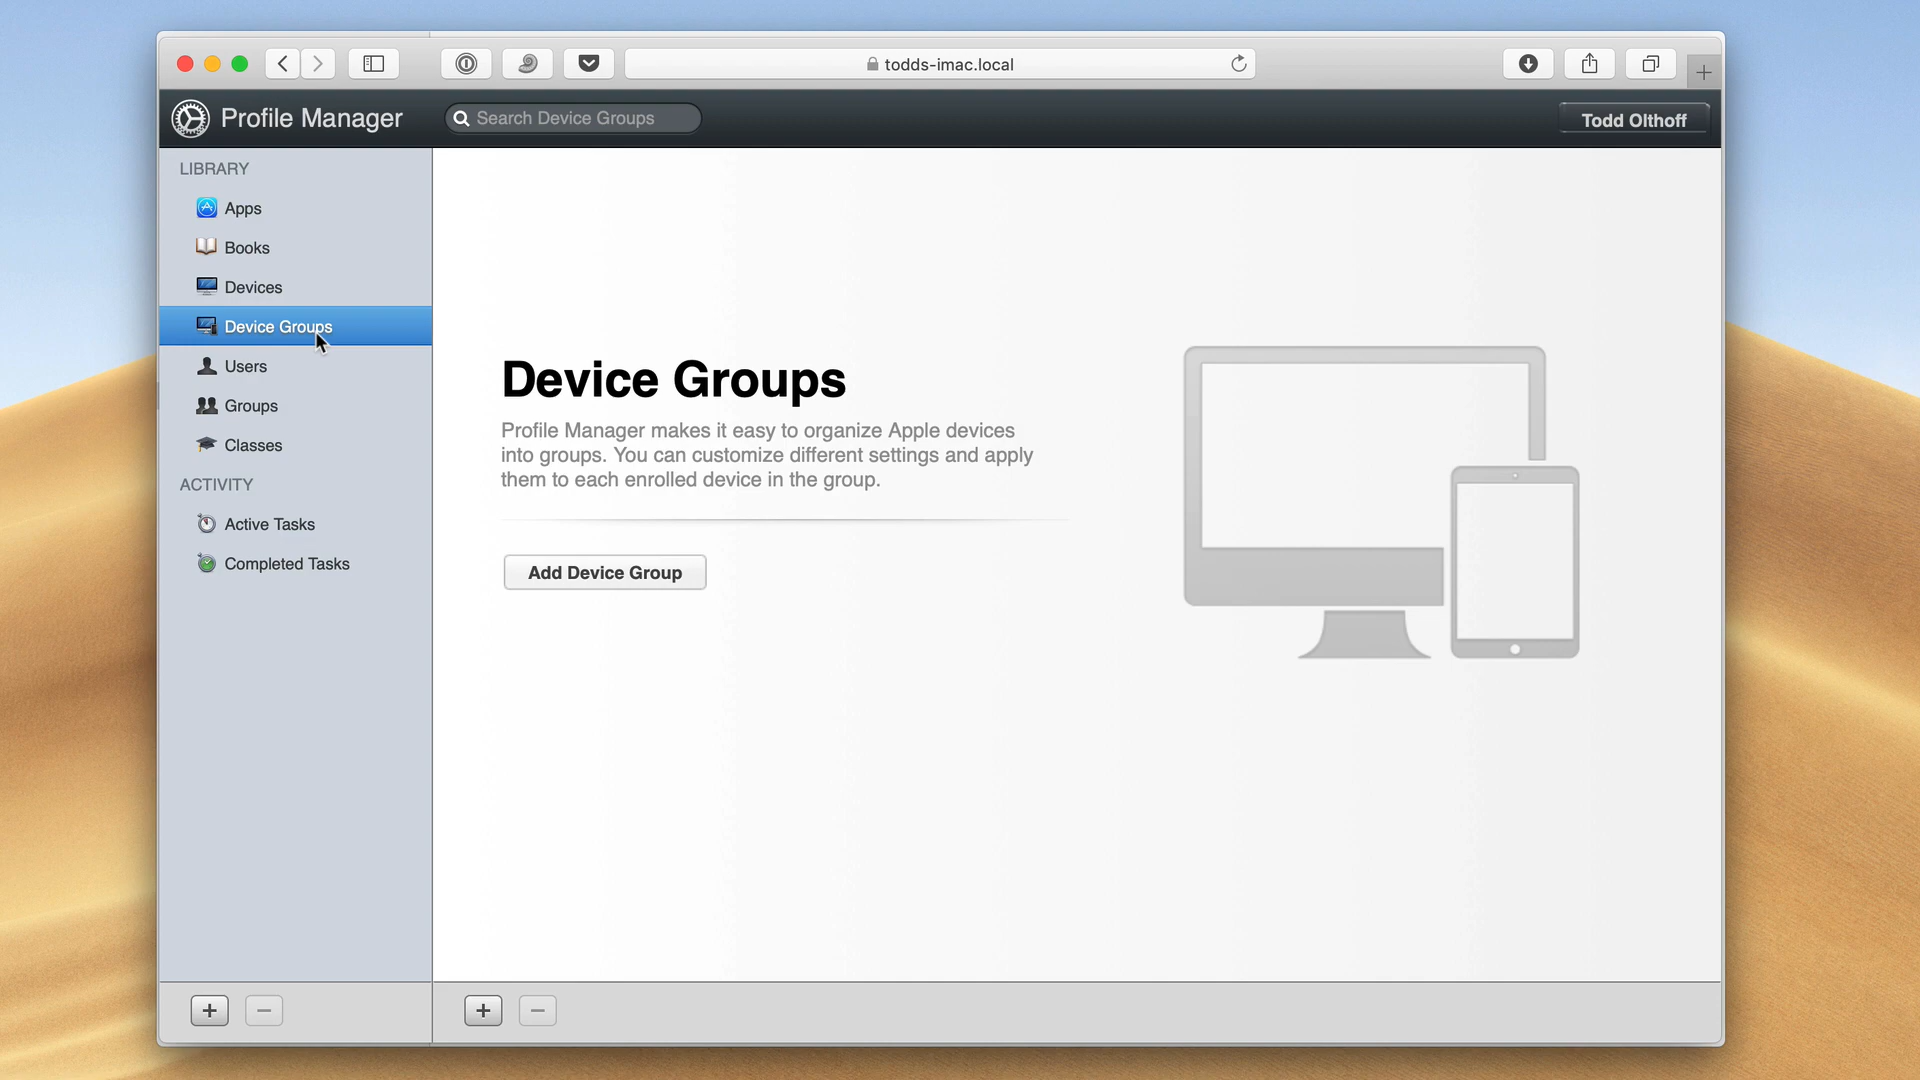 todds-imac.local
Profile Manager
Search Device Groups
Todd Olthoff
LIBRARY
Apps
Books
Devices
Device Groups
Users
Groups
Classes
ACTIVITY
Active Tasks
Completed Tasks
Device Groups
Profile Manager makes it easy to organize Apple devices
into groups. You can customize different settings and apply
them to each enrolled device in the group.
Add Device Group